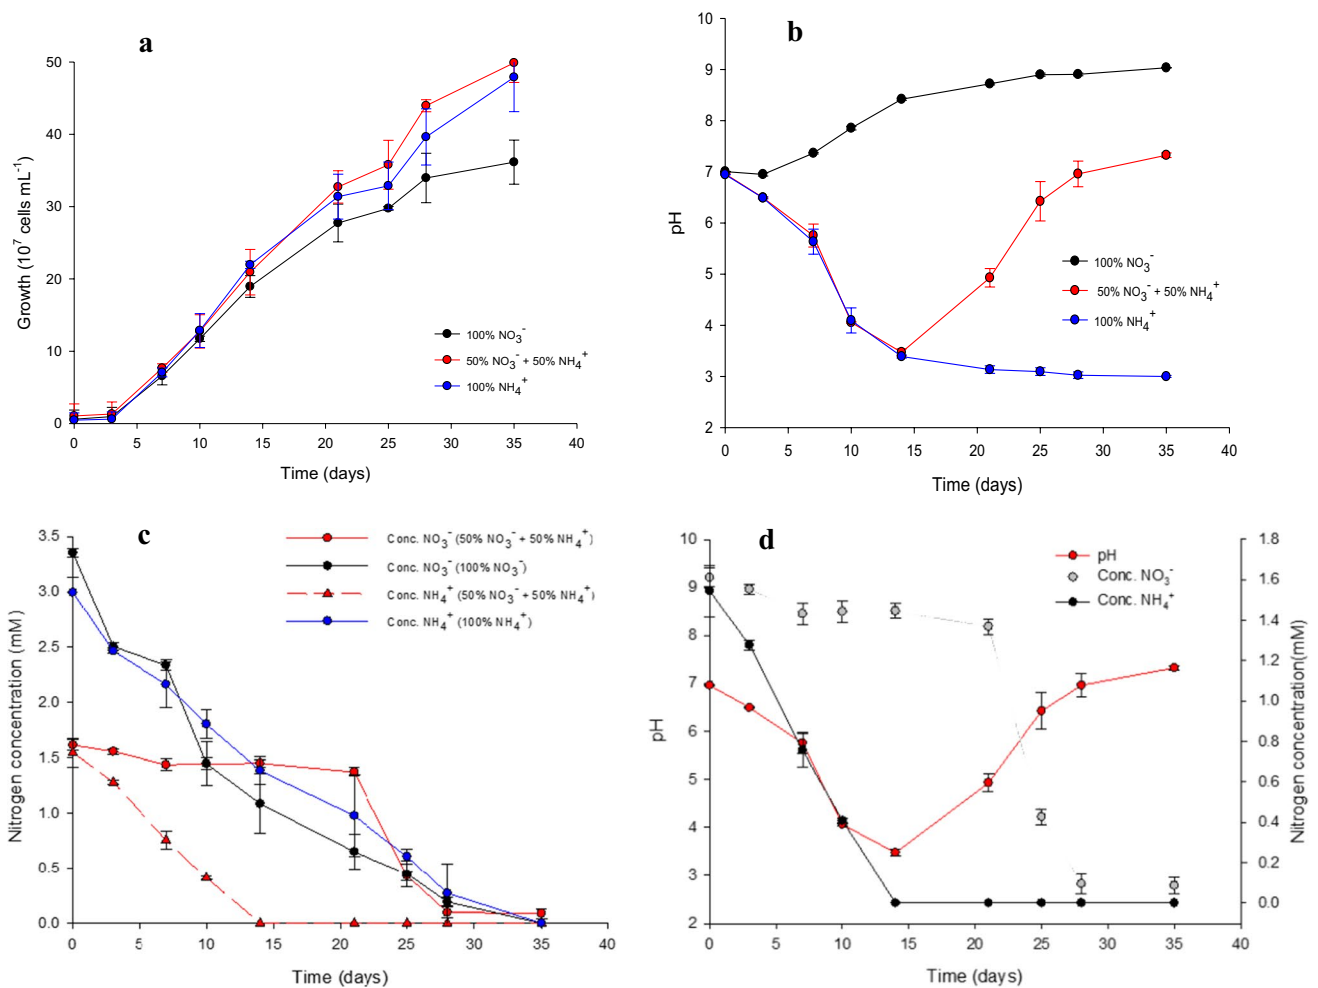 a
50
40
30
20
10
0
Growth (10⁷ cells mL⁻¹)
100% NO₃⁻
50% NO₃⁻ + 50% NH₄⁺
100% NH₄⁺
0 5 10 15 20 25 30 35 40
Time (days)
b
10
9
8
7
6
5
4
3
2
pH
100% NO₃⁻
50% NO₃⁻ + 50% NH₄⁺
100% NH₄⁺
0 5 10 15 20 25 30 35 40
Time (days)
c
3.5
3.0
2.5
2.0
1.5
1.0
0.5
0.0
Nitrogen concentration (mM)
Conc. NO₃⁻ (50% NO₃⁻ + 50% NH₄⁺)
Conc. NO₃⁻ (100% NO₃⁻)
Conc. NH₄⁺ (50% NO₃⁻ + 50% NH₄⁺)
Conc. NH₄⁺ (100% NH₄⁺)
0 5 10 15 20 25 30 35 40
Time (days)
d
10
9
8
7
6
5
4
3
2
pH
pH
Conc. NO₃⁻
Conc. NH₄⁺
1.8
1.6
1.4
1.2
1.0
0.8
0.6
0.4
0.2
0.0
Nitrogen concentration(mM)
0 5 10 15 20 25 30 35 40
Time (days)